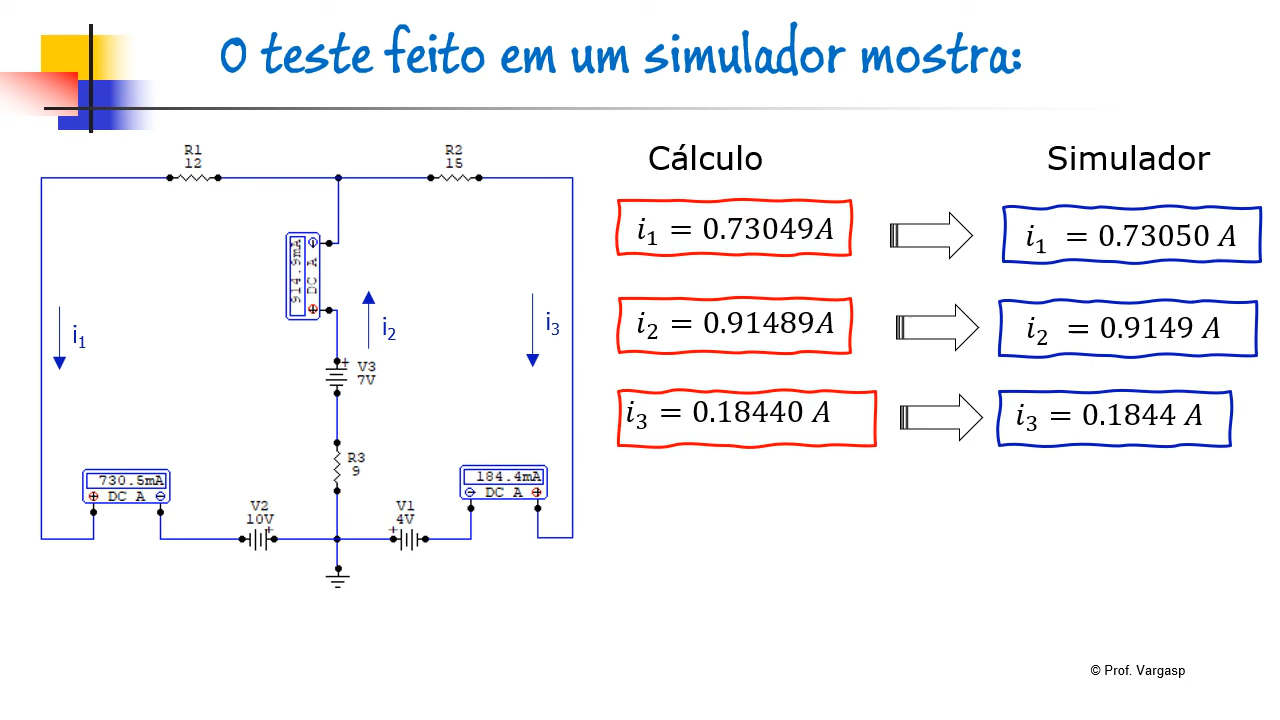 O teste feito em um simulador mostra:
Cálculo
Simulador
R1
12
R2
15
914.9mA
DC A
i1
i2
i3
V3
7V
R3
9
730.5mA
DC A
184.4mA
DC A
V2
10V
V1
4V
i₁ = 0.73049A
i₁ = 0.73050 A
i₂ = 0.91489A
i₂ = 0.9149 A
i₃ = 0.18440 A
i₃ = 0.1844 A
© Prof. Vargasp